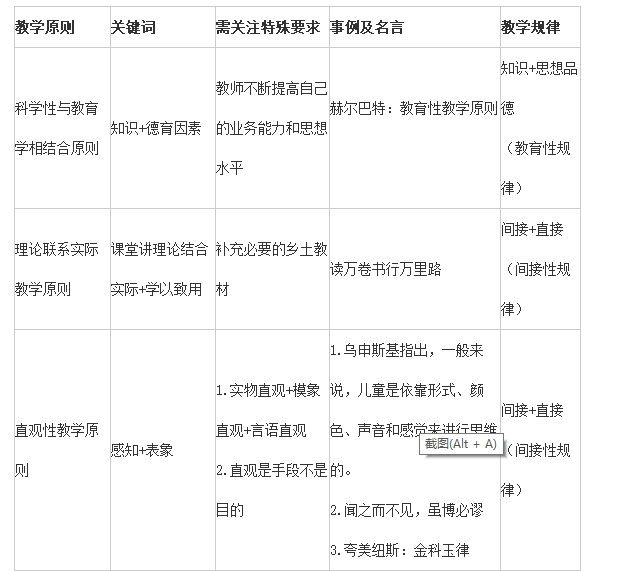 教学原则 关键词 需关注特殊要求 事例及名言 教学规律
科学性与教育
学相结合原则
知识+德育因素
教师不断提高自己
的业务能力和思想
水平
赫尔巴特：教育性教学原则
知识+思想品
德
（教育性规
律）
理论联系实际
教学原则
课堂讲理论结合
实际+学以致用
补充必要的乡土教
材
读万卷书行万里路
间接+直接
（间接性规
律）
直观性教学原
则
感知+表象
1.实物直观+模象
直观+言语直观
2.直观是手段不是
目的
1.乌申斯基指出，一般来
说，儿童是依靠形式、颜
色、声音和感觉来进行思维
的。
2.闻之而不见，虽博必谬
3.夸美纽斯：金科玉律
间接+直接
（间接性规
律）
截图(Alt + A)